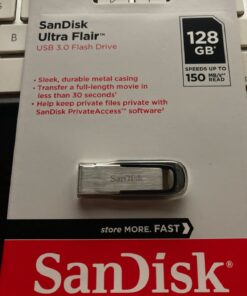 SanDisk
Ultra Flair™
USB 3.0 Flash Drive
128
GB*
SPEEDS UP TO
150 MB/s
READ
• Sleek, durable metal casing
• Transfer a full-length movie in
less than 30 seconds
• Help keep private files private with
SanDisk PrivateAccess™ software
SanDisk
store MORE. FAST
SanDisk